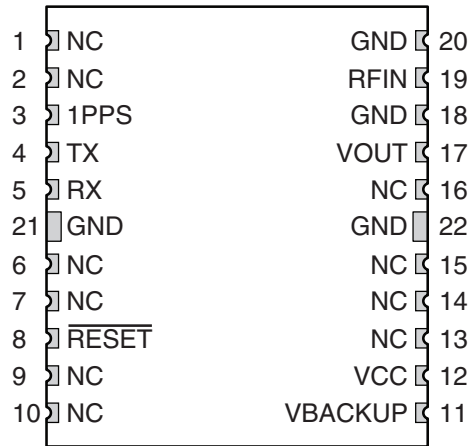 1 NC GND 20
2 NC RFIN 19
3 1PPS GND 18
4 TX VOUT 17
5 RX NC 16
21 GND GND 22
6 NC NC 15
7 NC NC 14
8 RESET NC 13
9 NC VCC 12
10 NC VBACKUP 11